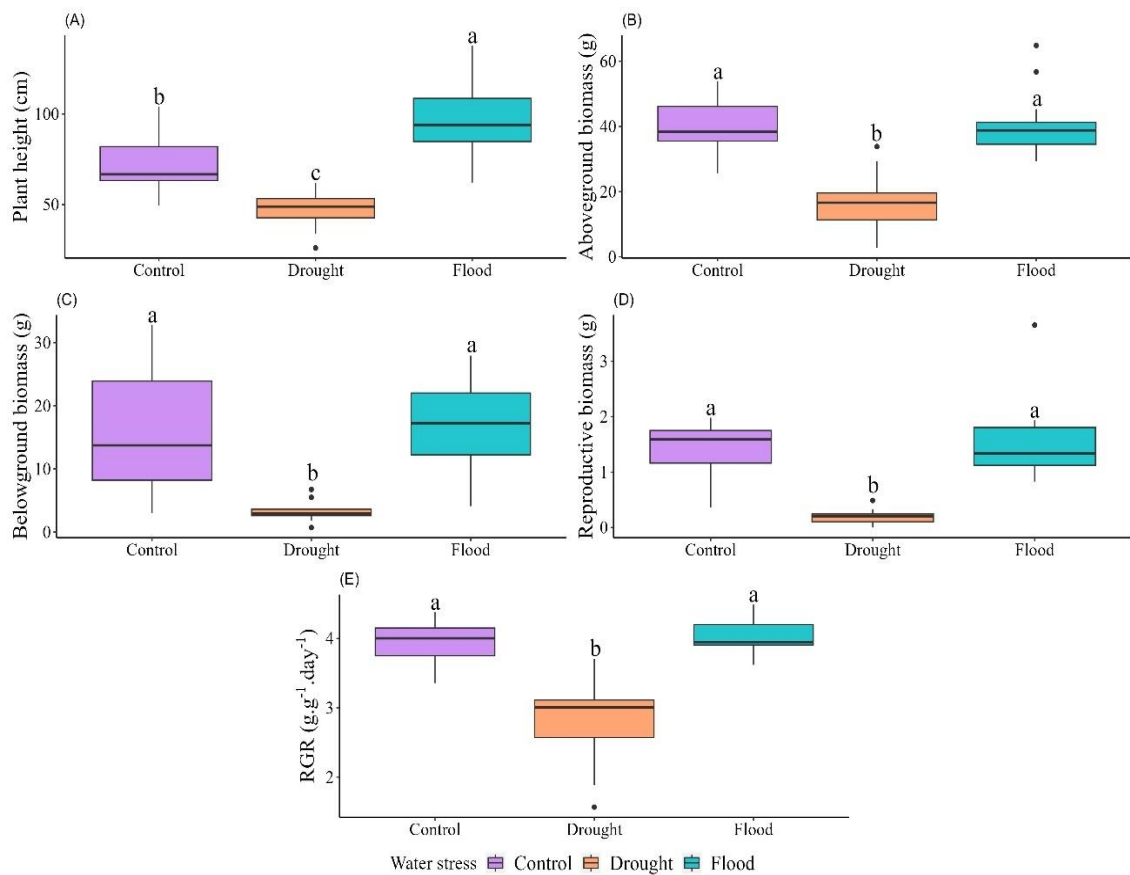 (A)
Plant height (cm)
100
50
b
c
a
Control Drought Flood
(B)
Aboveground biomass (g)
60
40
20
0
a
b
a
Control Drought Flood
(C)
Belowground biomass (g)
30
20
10
0
a
b
a
Control Drought Flood
(D)
Reproductive biomass (g)
3
2
1
0
a
b
a
Control Drought Flood
(E)
RGR (g.g⁻¹.day⁻¹)
4
3
2
a
b
a
Control Drought Flood
Water stress Control Drought Flood